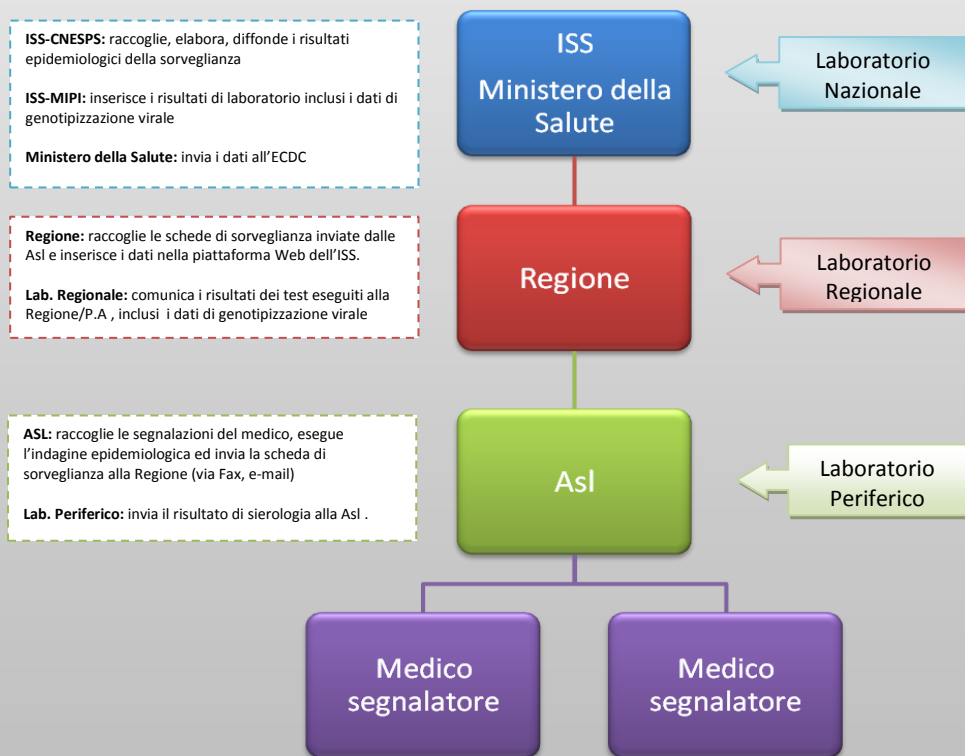 ISS-CNESPS: raccoglie, elabora, diffonde i risultati
epidemiologici della sorveglianza
ISS-MIPI: inserisce i risultati di laboratorio inclusi i dati di
genotipizzazione virale
Ministero della Salute: invia i dati all’ECDC
ISS
Ministero della
Salute
Laboratorio
Nazionale
Regione: raccoglie le schede di sorveglianza inviate dalle
Asl e inserisce i dati nella piattaforma Web dell’ISS.
Lab. Regionale: comunica i risultati dei test eseguiti alla
Regione/P.A , inclusi i dati di genotipizzazione virale
Regione
Laboratorio
Regionale
ASL: raccoglie le segnalazioni del medico, esegue
l’indagine epidemiologica ed invia la scheda di
sorveglianza alla Regione (via Fax, e-mail)
Lab. Periferico: invia il risultato di sierologia alla Asl .
Asl
Laboratorio
Periferico
Medico
segnalatore
Medico
segnalatore